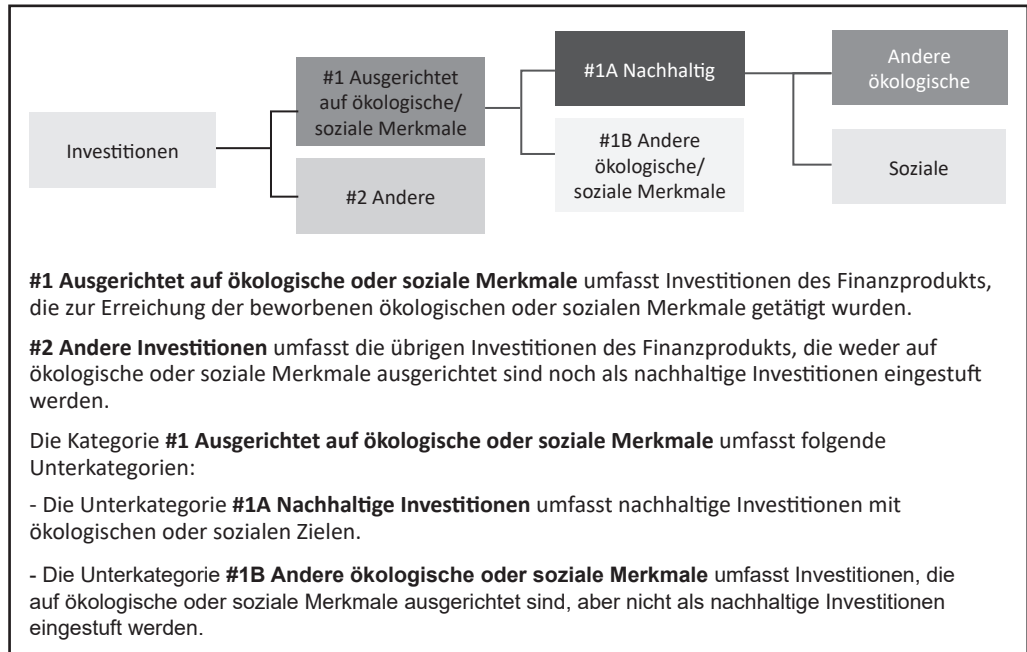 Investitionen
#1 Ausgerichtet
auf ökologische/
soziale Merkmale
#2 Andere
#1A Nachhaltig
#1B Andere
ökologische/
soziale Merkmale
Andere
ökologische
Soziale
#1 Ausgerichtet auf ökologische oder soziale Merkmale umfasst Investitionen des Finanzprodukts,
die zur Erreichung der beworbenen ökologischen oder sozialen Merkmale getätigt wurden.
#2 Andere Investitionen umfasst die übrigen Investitionen des Finanzprodukts, die weder auf
ökologische oder soziale Merkmale ausgerichtet sind noch als nachhaltige Investitionen eingestuft
werden.
Die Kategorie #1 Ausgerichtet auf ökologische oder soziale Merkmale umfasst folgende
Unterkategorien:
- Die Unterkategorie #1A Nachhaltige Investitionen umfasst nachhaltige Investitionen mit
ökologischen oder sozialen Zielen.
- Die Unterkategorie #1B Andere ökologische oder soziale Merkmale umfasst Investitionen, die
auf ökologische oder soziale Merkmale ausgerichtet sind, aber nicht als nachhaltige Investitionen
eingestuft werden.